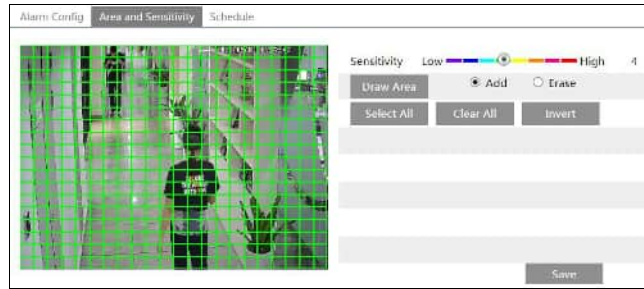 Alarm Config Area and Sensitivity Schedule
Sensitivity Low High 4
Draw Area Add Erase
Select All Clear All Invert
Save